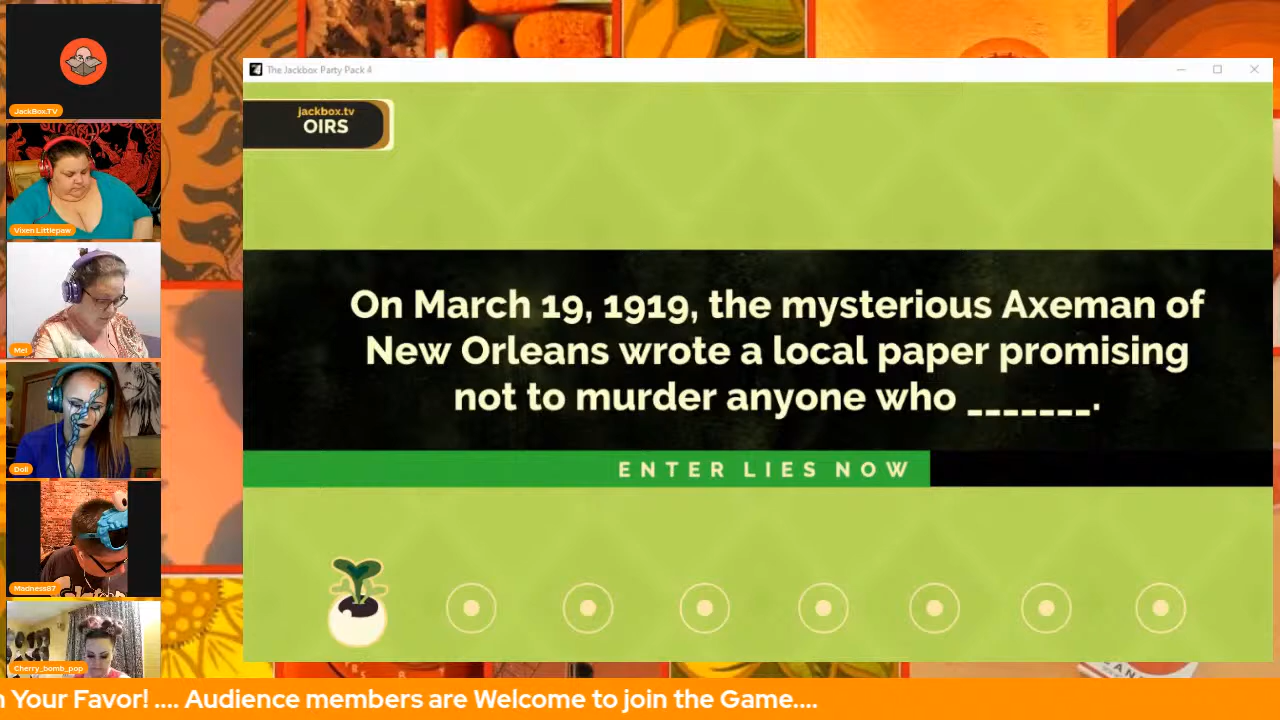 JackBox.TV
Vixen Littlepaw
Mel
Doll
Madness87
Cherry_bomb_pop
The Jackbox Party Pack 4
jackbox.tv
OIRS
On March 19, 1919, the mysterious Axeman of
New Orleans wrote a local paper promising
not to murder anyone who _______.
ENTER LIES NOW
n Your Favor! .... Audience members are Welcome to join the Game....